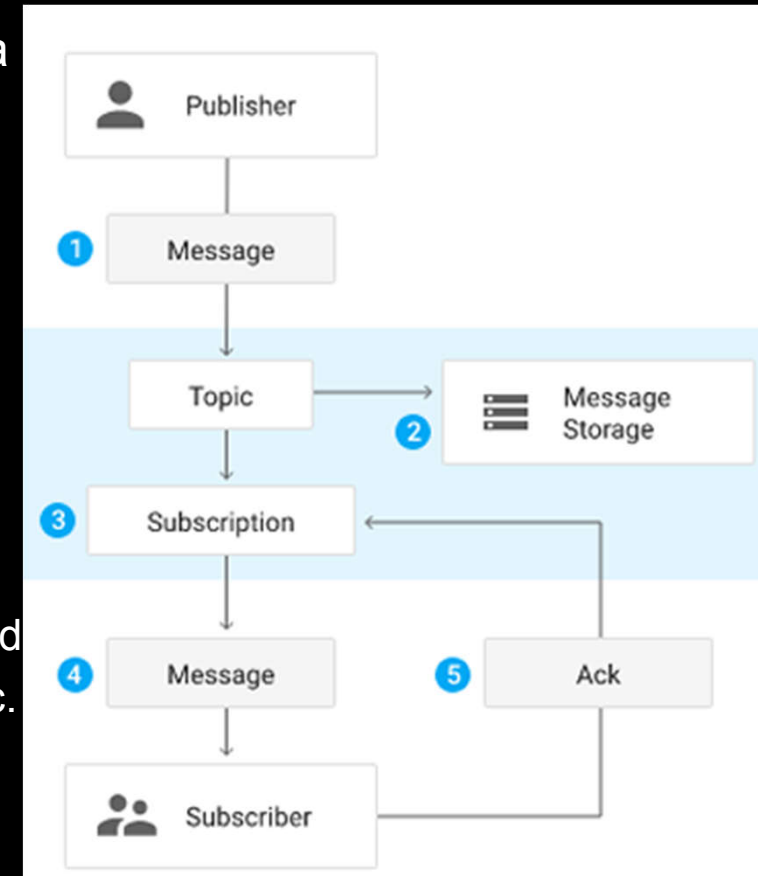 a
Publisher
1
Message
Topic
Message
Storage
2
3
Subscription
d
4
Message
5
Ack
c.
Subscriber